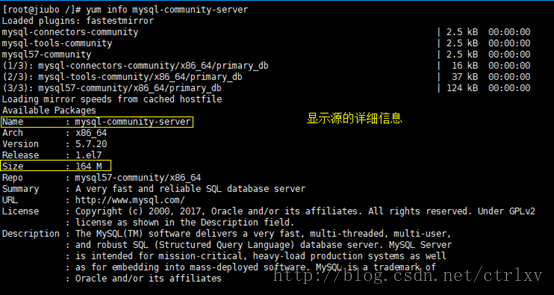 [root@jiubo /]# yum info mysql-community-server
Loaded plugins: fastestmirror
mysql-connectors-community | 2.5 kB 00:00:00
mysql-tools-community | 2.5 kB 00:00:00
mysql57-community | 2.5 kB 00:00:00
(1/3): mysql-connectors-community/x86_64/primary_db | 16 kB 00:00:00
(2/3): mysql-tools-community/x86_64/primary_db | 37 kB 00:00:00
(3/3): mysql57-community/x86_64/primary_db | 124 kB 00:00:00
Loading mirror speeds from cached hostfile
Available Packages
Name : mysql-community-server 显示源的详细信息
Arch : x86_64
Version : 5.7.20
Release : 1.el7
Size : 164 M
Repo : mysql57-community/x86_64
Summary : A very fast and reliable SQL database server
URL : http://www.mysql.com/
License : Copyright (c) 2000, 2017, Oracle and/or its affiliates. All rights reserved. Under GPLv2
: license as shown in the Description field.
Description : The MySQL(TM) software delivers a very fast, multi-threaded, multi-user,
: and robust SQL (Structured Query Language) database server. MySQL Server
: is intended for mission-critical, heavy-load production systems as well
: as for embedding into mass-deployed software. MySQL is a trademark of
: Oracle and/or its affiliates
http://blog.csdn.net/ctrlxv